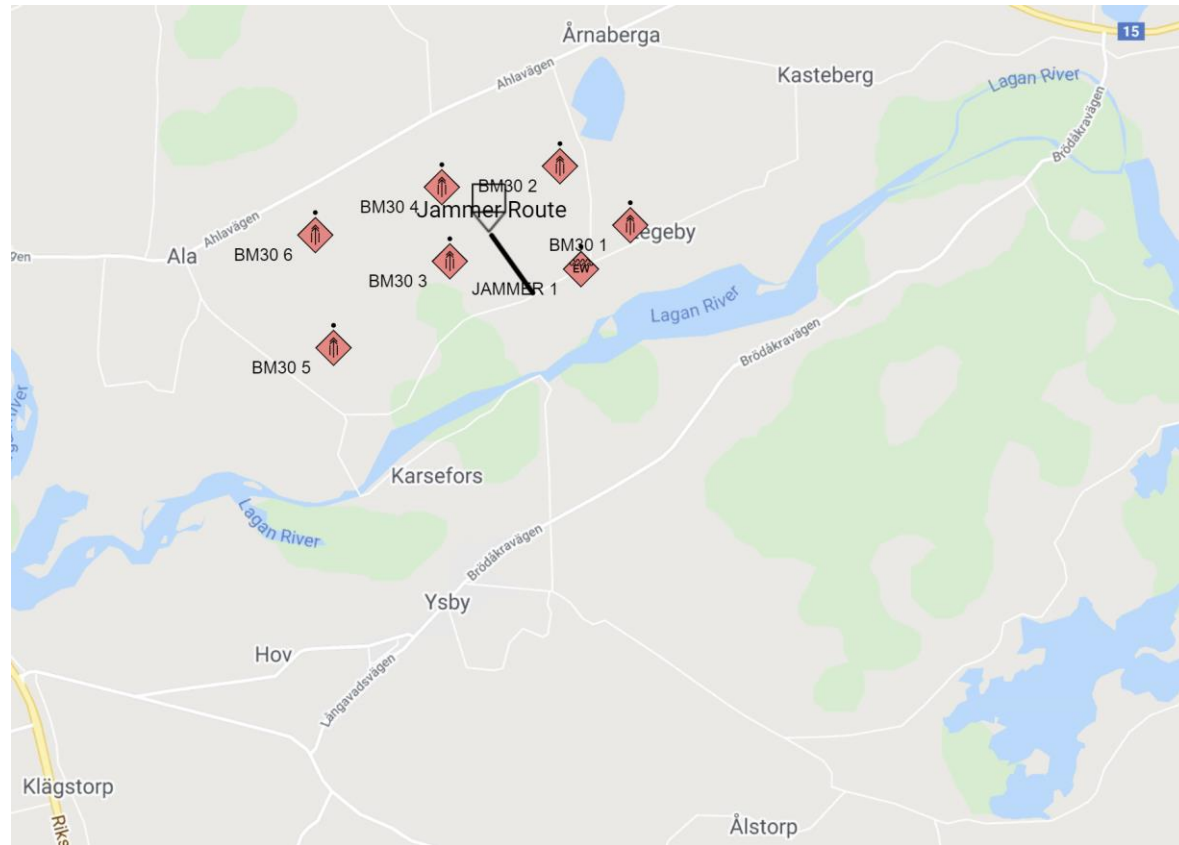 Årnaberga
15
Kasteberg
Lagan River
Ahlavägen
Brödåkravägen
BM30 2
BM30 4
Jammer Route
Ahlavägen
BM30 1
BM30 6
Ala
EW
BM30 3
JAMMER 1
Lagan River
Brödåkravägen
BM30 5
Karsefors
Lagan River
Brödåkravägen
Ysby
Hov
Långavadsvägen
Klägstorp
Riks
Ålstorp